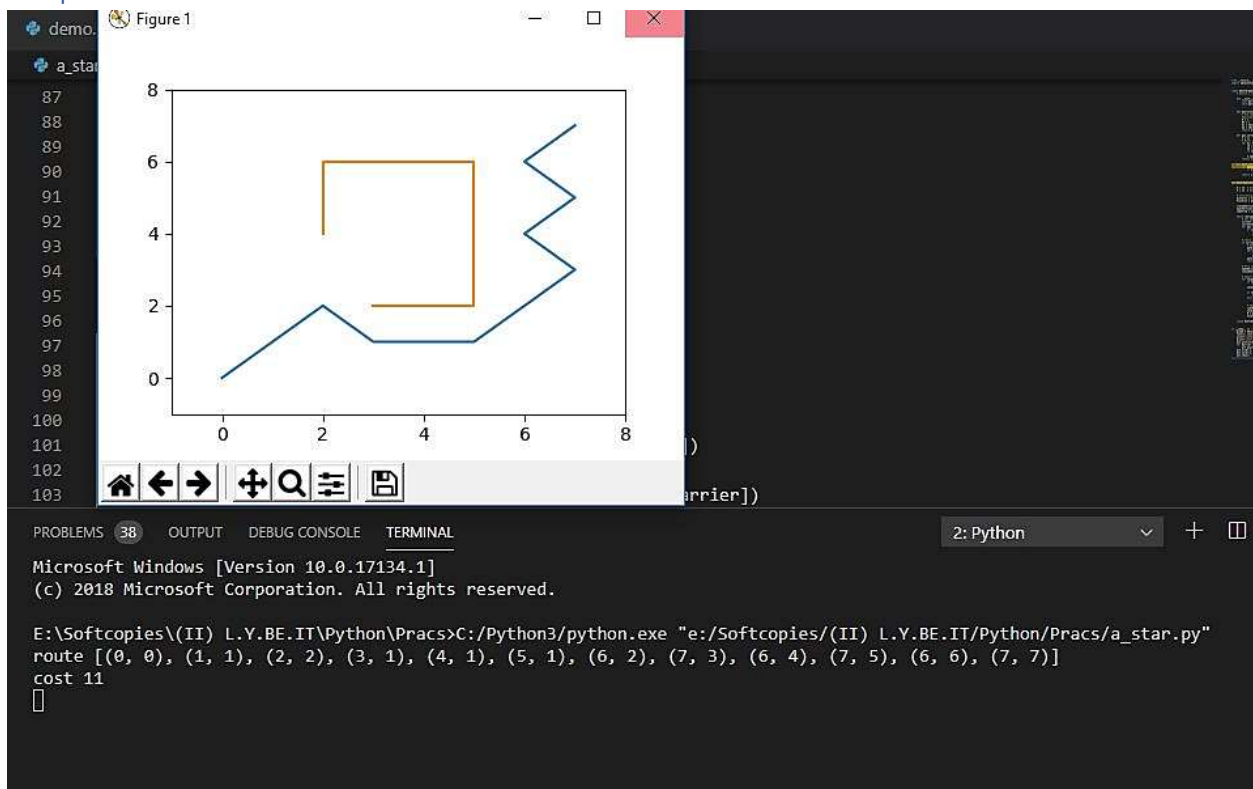 demo.
Figure 1
a_sta
87
88
89
90
91
92
93
94
95
96
97
98
99
100
101
102
103
8
6
4
2
0
0 2 4 6 8
])
arrier])
PROBLEMS 38 OUTPUT DEBUG CONSOLE TERMINAL 2: Python
Microsoft Windows [Version 10.0.17134.1]
(c) 2018 Microsoft Corporation. All rights reserved.
E:\Softcopies\(II) L.Y.BE.IT\Python\Pracs>C:/Python3/python.exe "e:/Softcopies/(II) L.Y.BE.IT/Python/Pracs/a_star.py"
route [(0, 0), (1, 1), (2, 2), (3, 1), (4, 1), (5, 1), (6, 2), (7, 3), (6, 4), (7, 5), (6, 6), (7, 7)]
cost 11